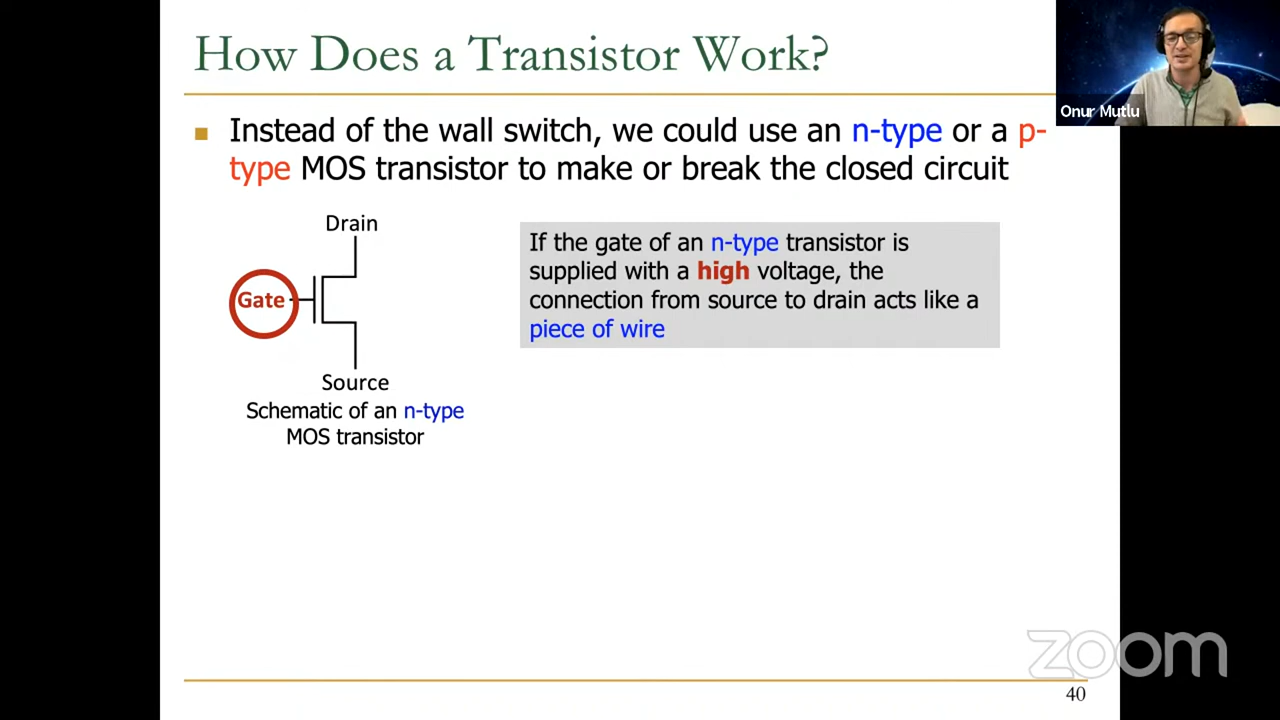 How Does a Transistor Work?
Onur Mutlu
Instead of the wall switch, we could use an n-type or a p-
type MOS transistor to make or break the closed circuit
Drain
Gate
Source
Schematic of an n-type
MOS transistor
If the gate of an n-type transistor is
supplied with a high voltage, the
connection from source to drain acts like a
piece of wire
zoom
40